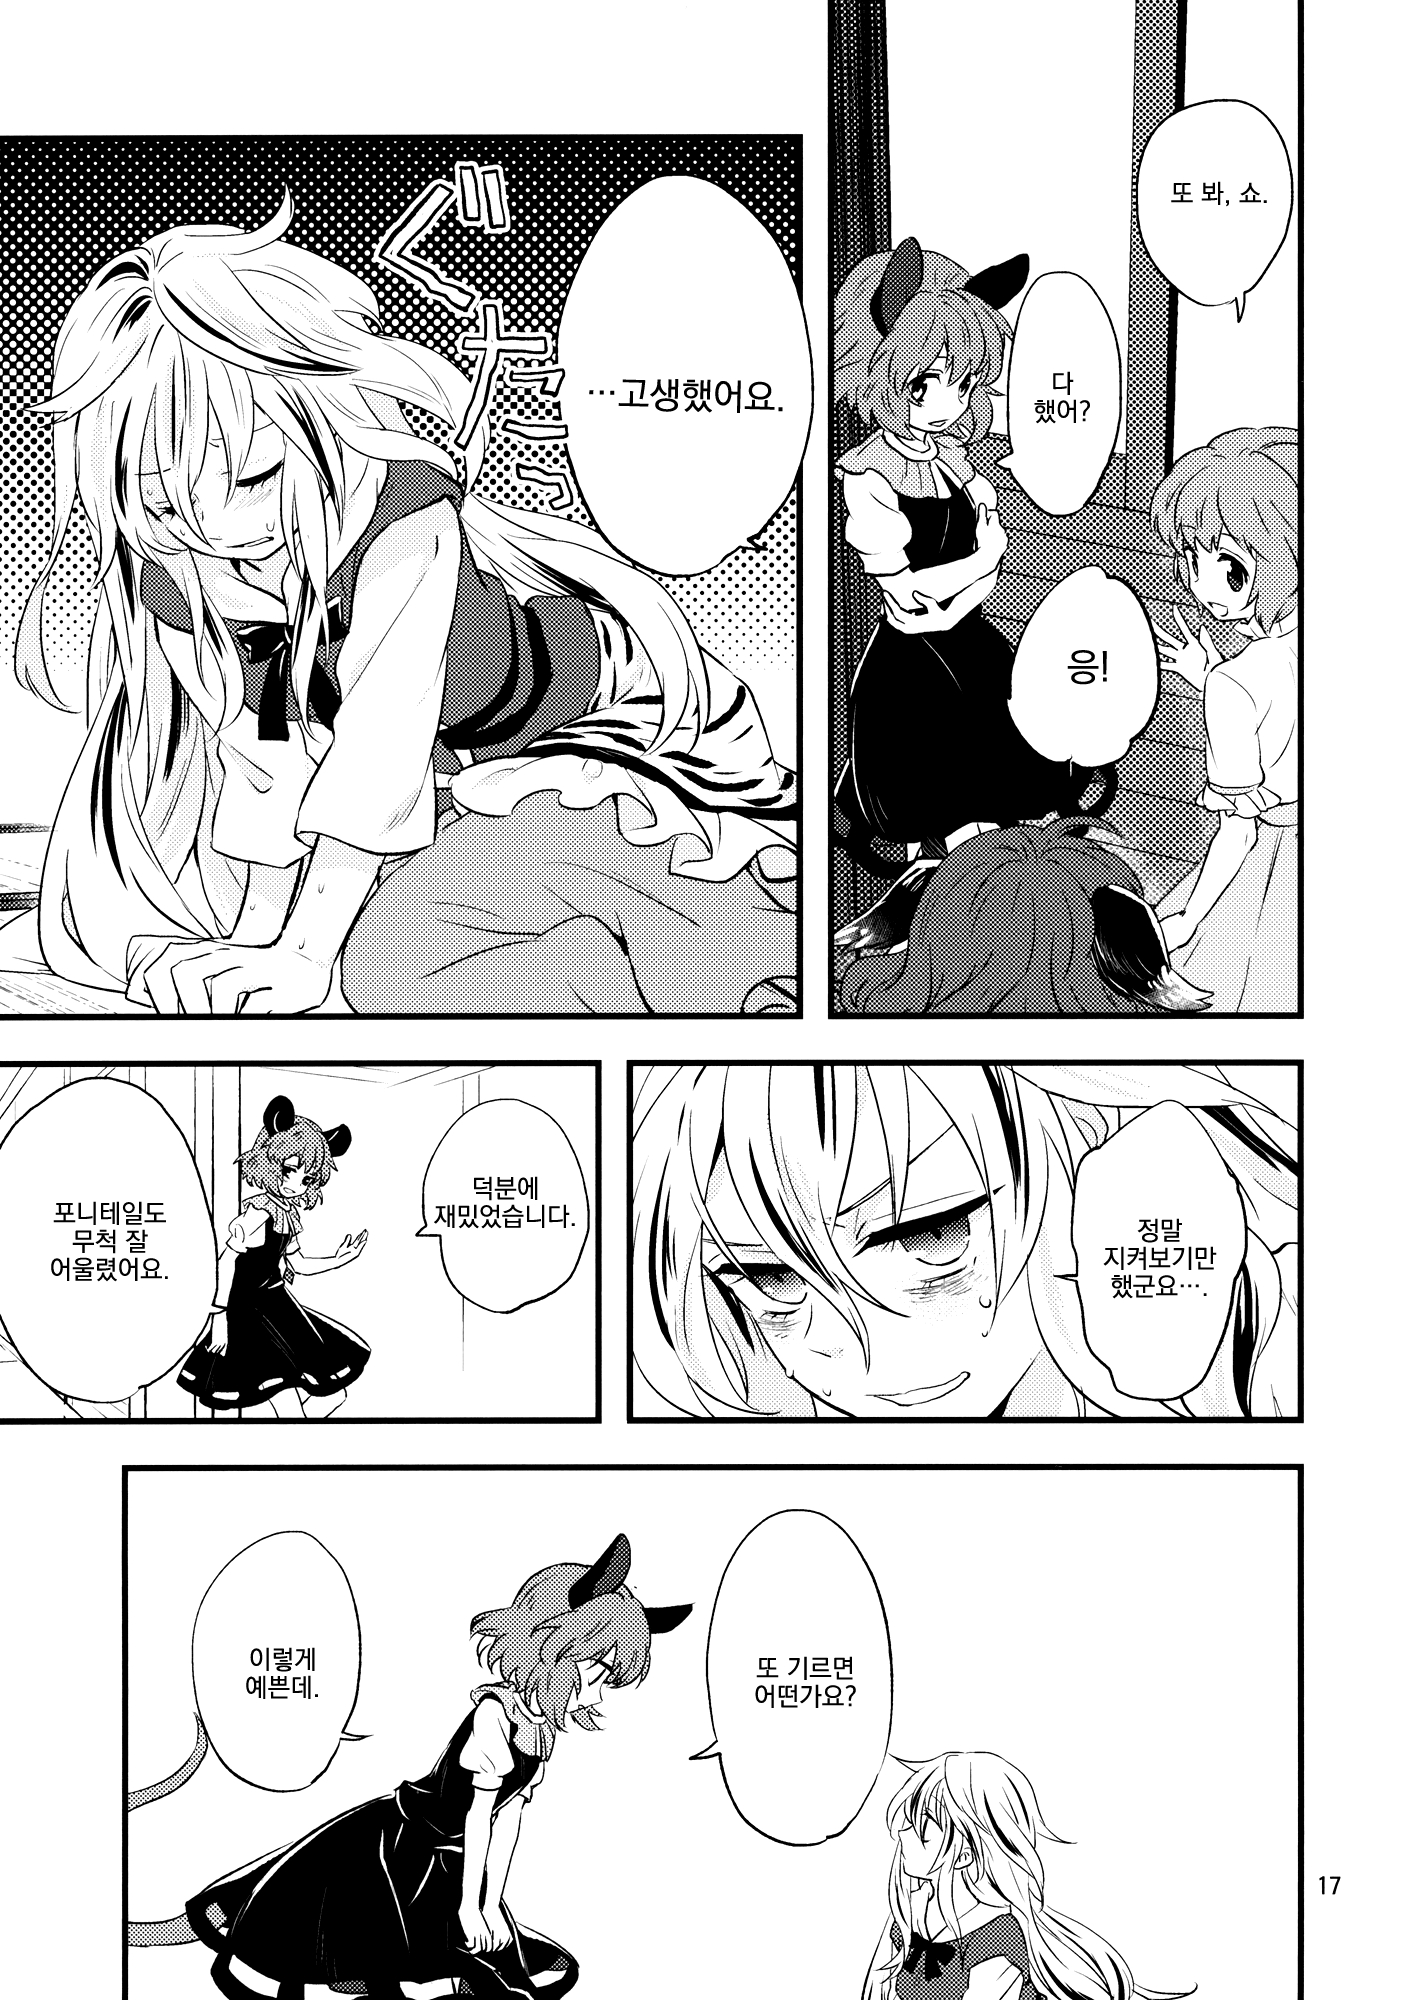 또 봐, 쇼.
다
했어?
응!
…고생했어요.
ぐ
た
っ
정말
지켜보기만
했군요….
덕분에
재밌었습니다.
포니테일도
무척 잘
어울렸어요.
또 기르면
어떤가요?
이렇게
예쁜데.
17